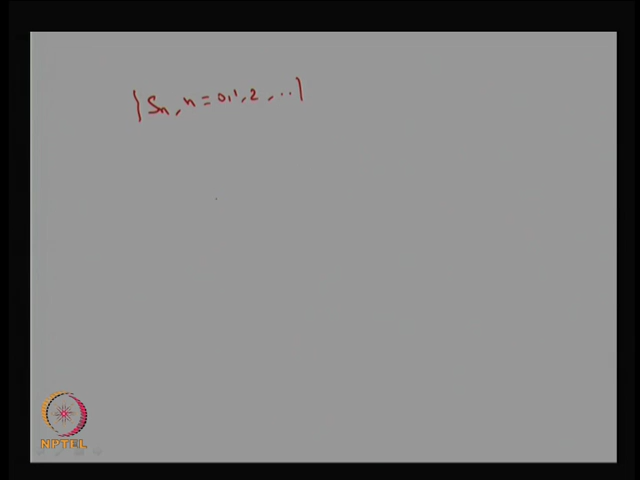 {Sn, n = 0, 1, 2, ...}
NPTEL